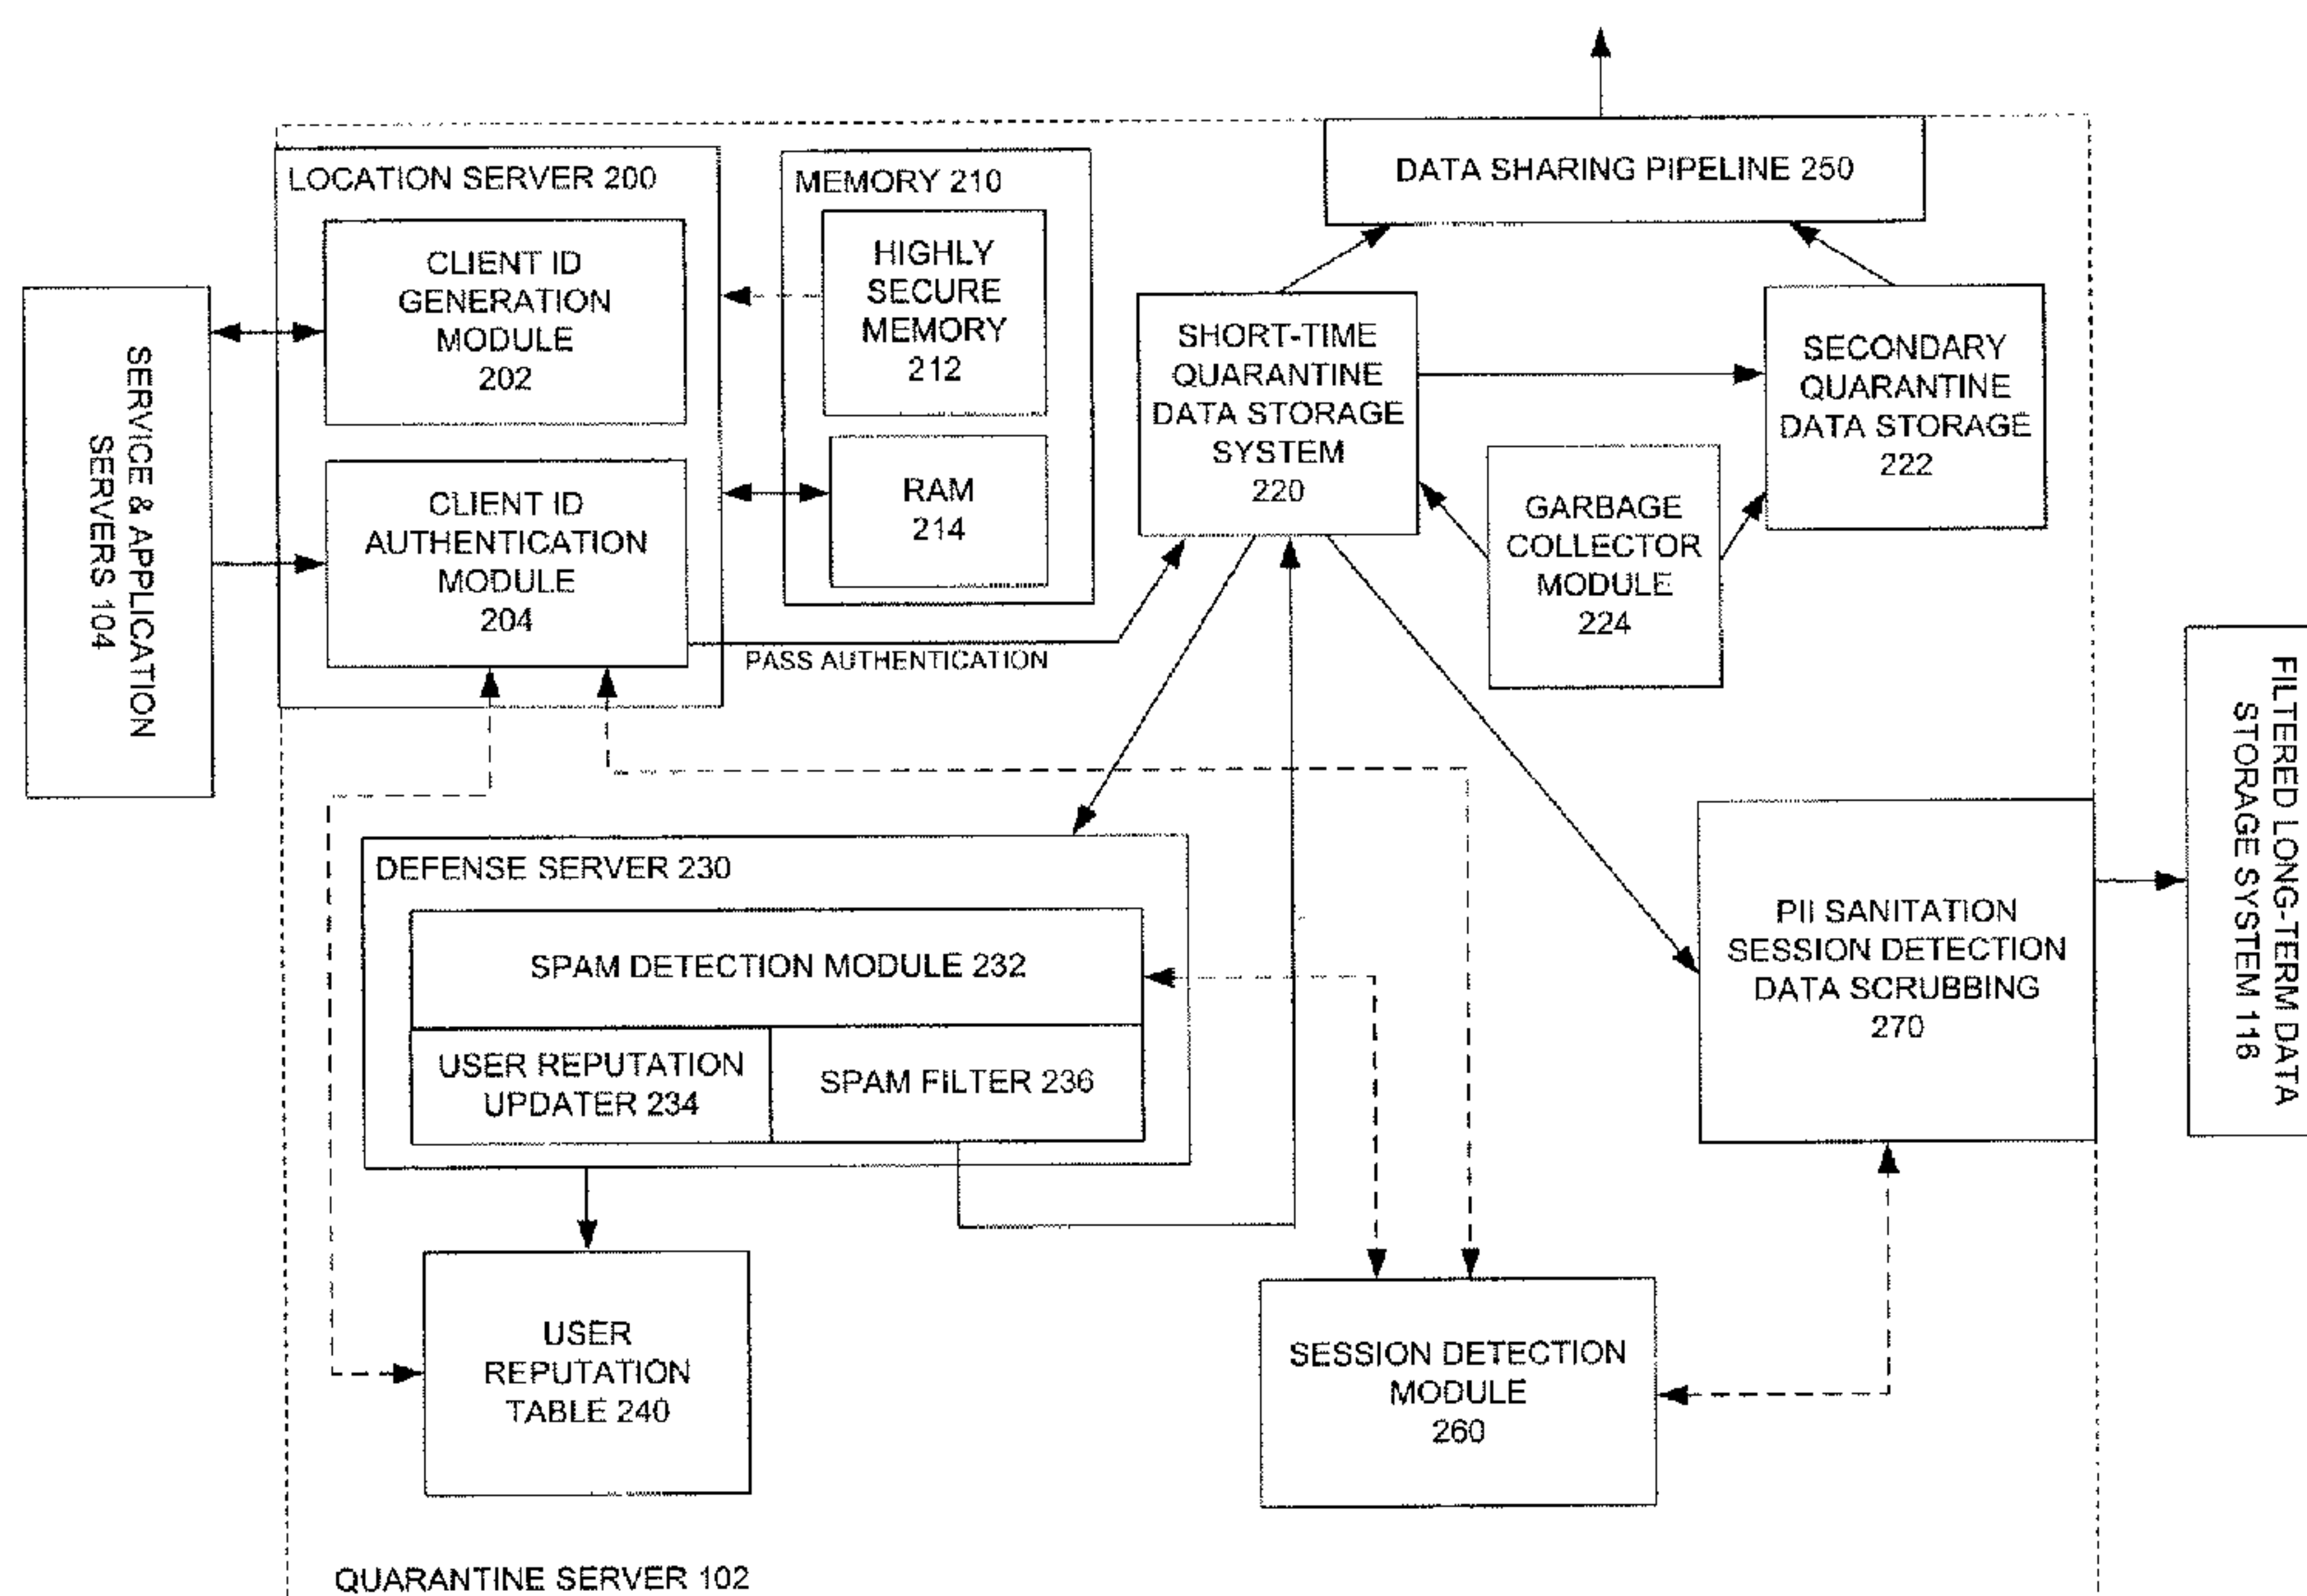 DATA SHARING PIPELINE 250
LOCATION SERVER 200
CLIENT ID
GENERATION
MODULE
202
CLIENT ID
AUTHENTICATION
MODULE
204
MEMORY 210
HIGHLY
SECURE
MEMORY
212
RAM
214
SERVICE & APPLICATION
SERVERS 104
SHORT-TIME
QUARANTINE
DATA STORAGE
SYSTEM
220
SECONDARY
QUARANTINE
DATA STORAGE
222
GARBAGE
COLLECTOR
MODULE
224
PASS AUTHENTICATION
DEFENSE SERVER 230
SPAM DETECTION MODULE 232
USER REPUTATION
UPDATER 234
SPAM FILTER 236
PII SANITATION
SESSION DETECTION
DATA SCRUBBING
270
FILTERED LONG-TERM DATA
STORAGE SYSTEM 116
USER
REPUTATION
TABLE 240
SESSION DETECTION
MODULE
260
QUARANTINE SERVER 102